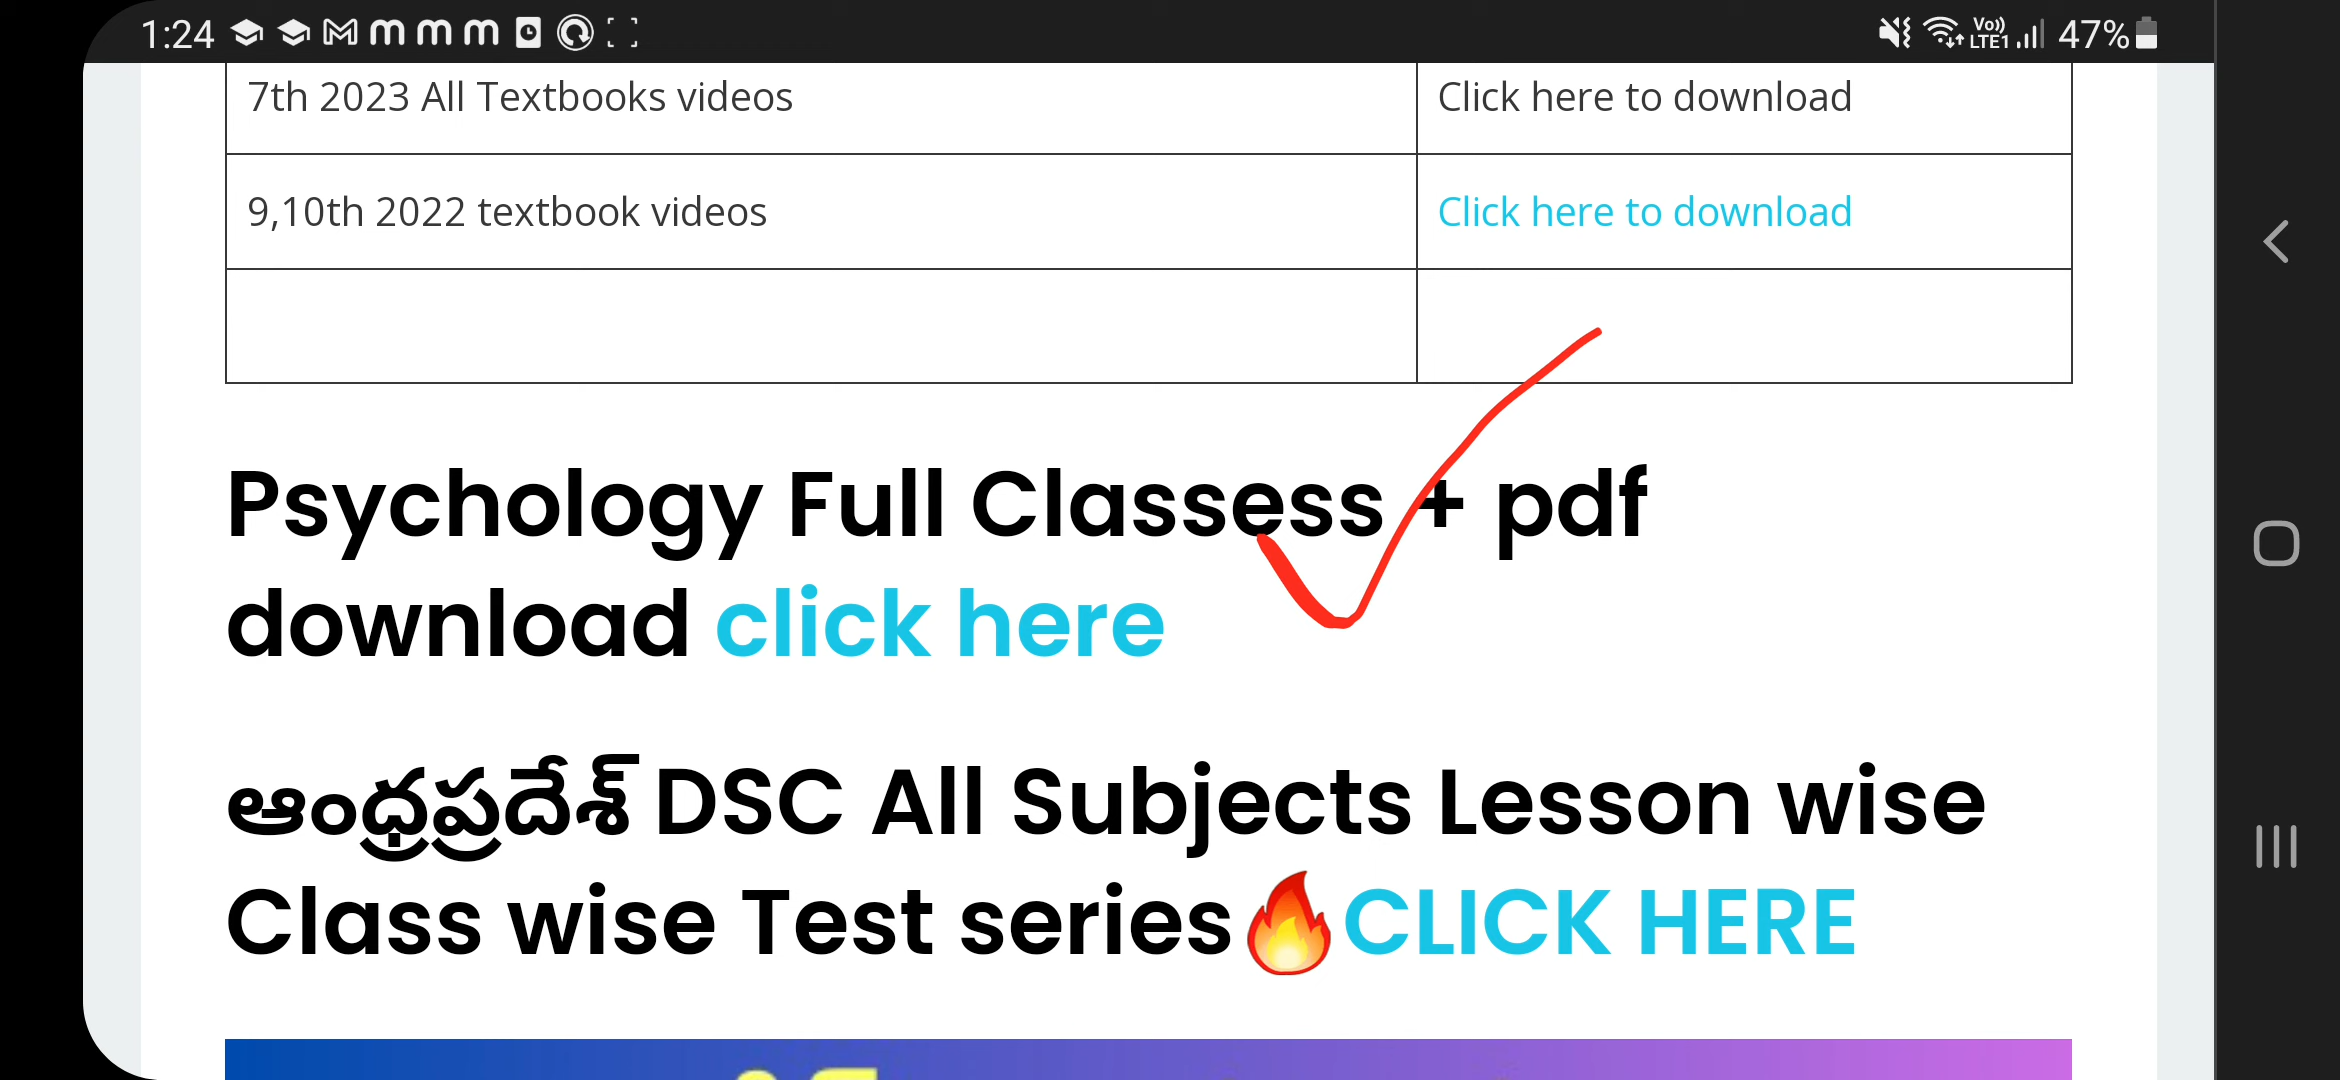 1:24
Vo)) LTE1 47%
7th 2023 All Textbooks videos
Click here to download
9,10th 2022 textbook videos
Click here to download
Psychology Full Classess + pdf
download click here
ఆంధ్రప్రదేశ్ DSC All Subjects Lesson wise
Class wise Test series🔥CLICK HERE